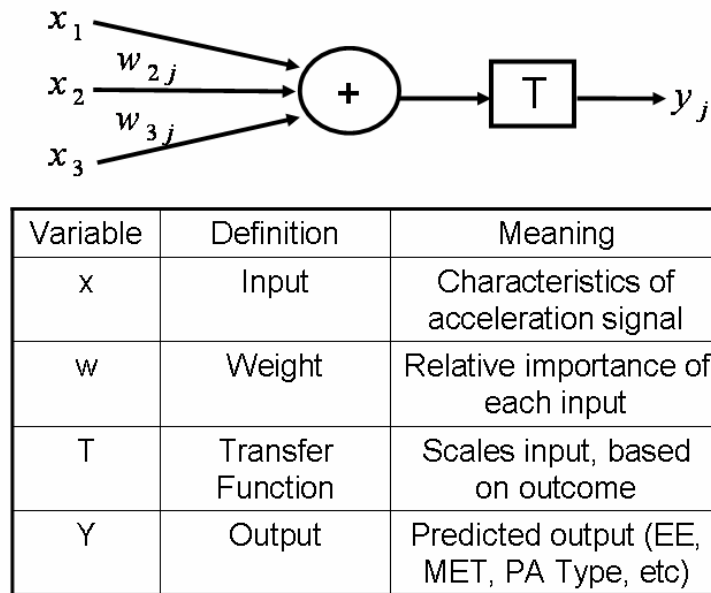 x1
w2j
x2
w3j
x3
+
T
yj
Variable Definition Meaning
x Input Characteristics of
acceleration signal
w Weight Relative importance of
each input
T Transfer
Function Scales input, based
on outcome
Y Output Predicted output (EE,
MET, PA Type, etc)